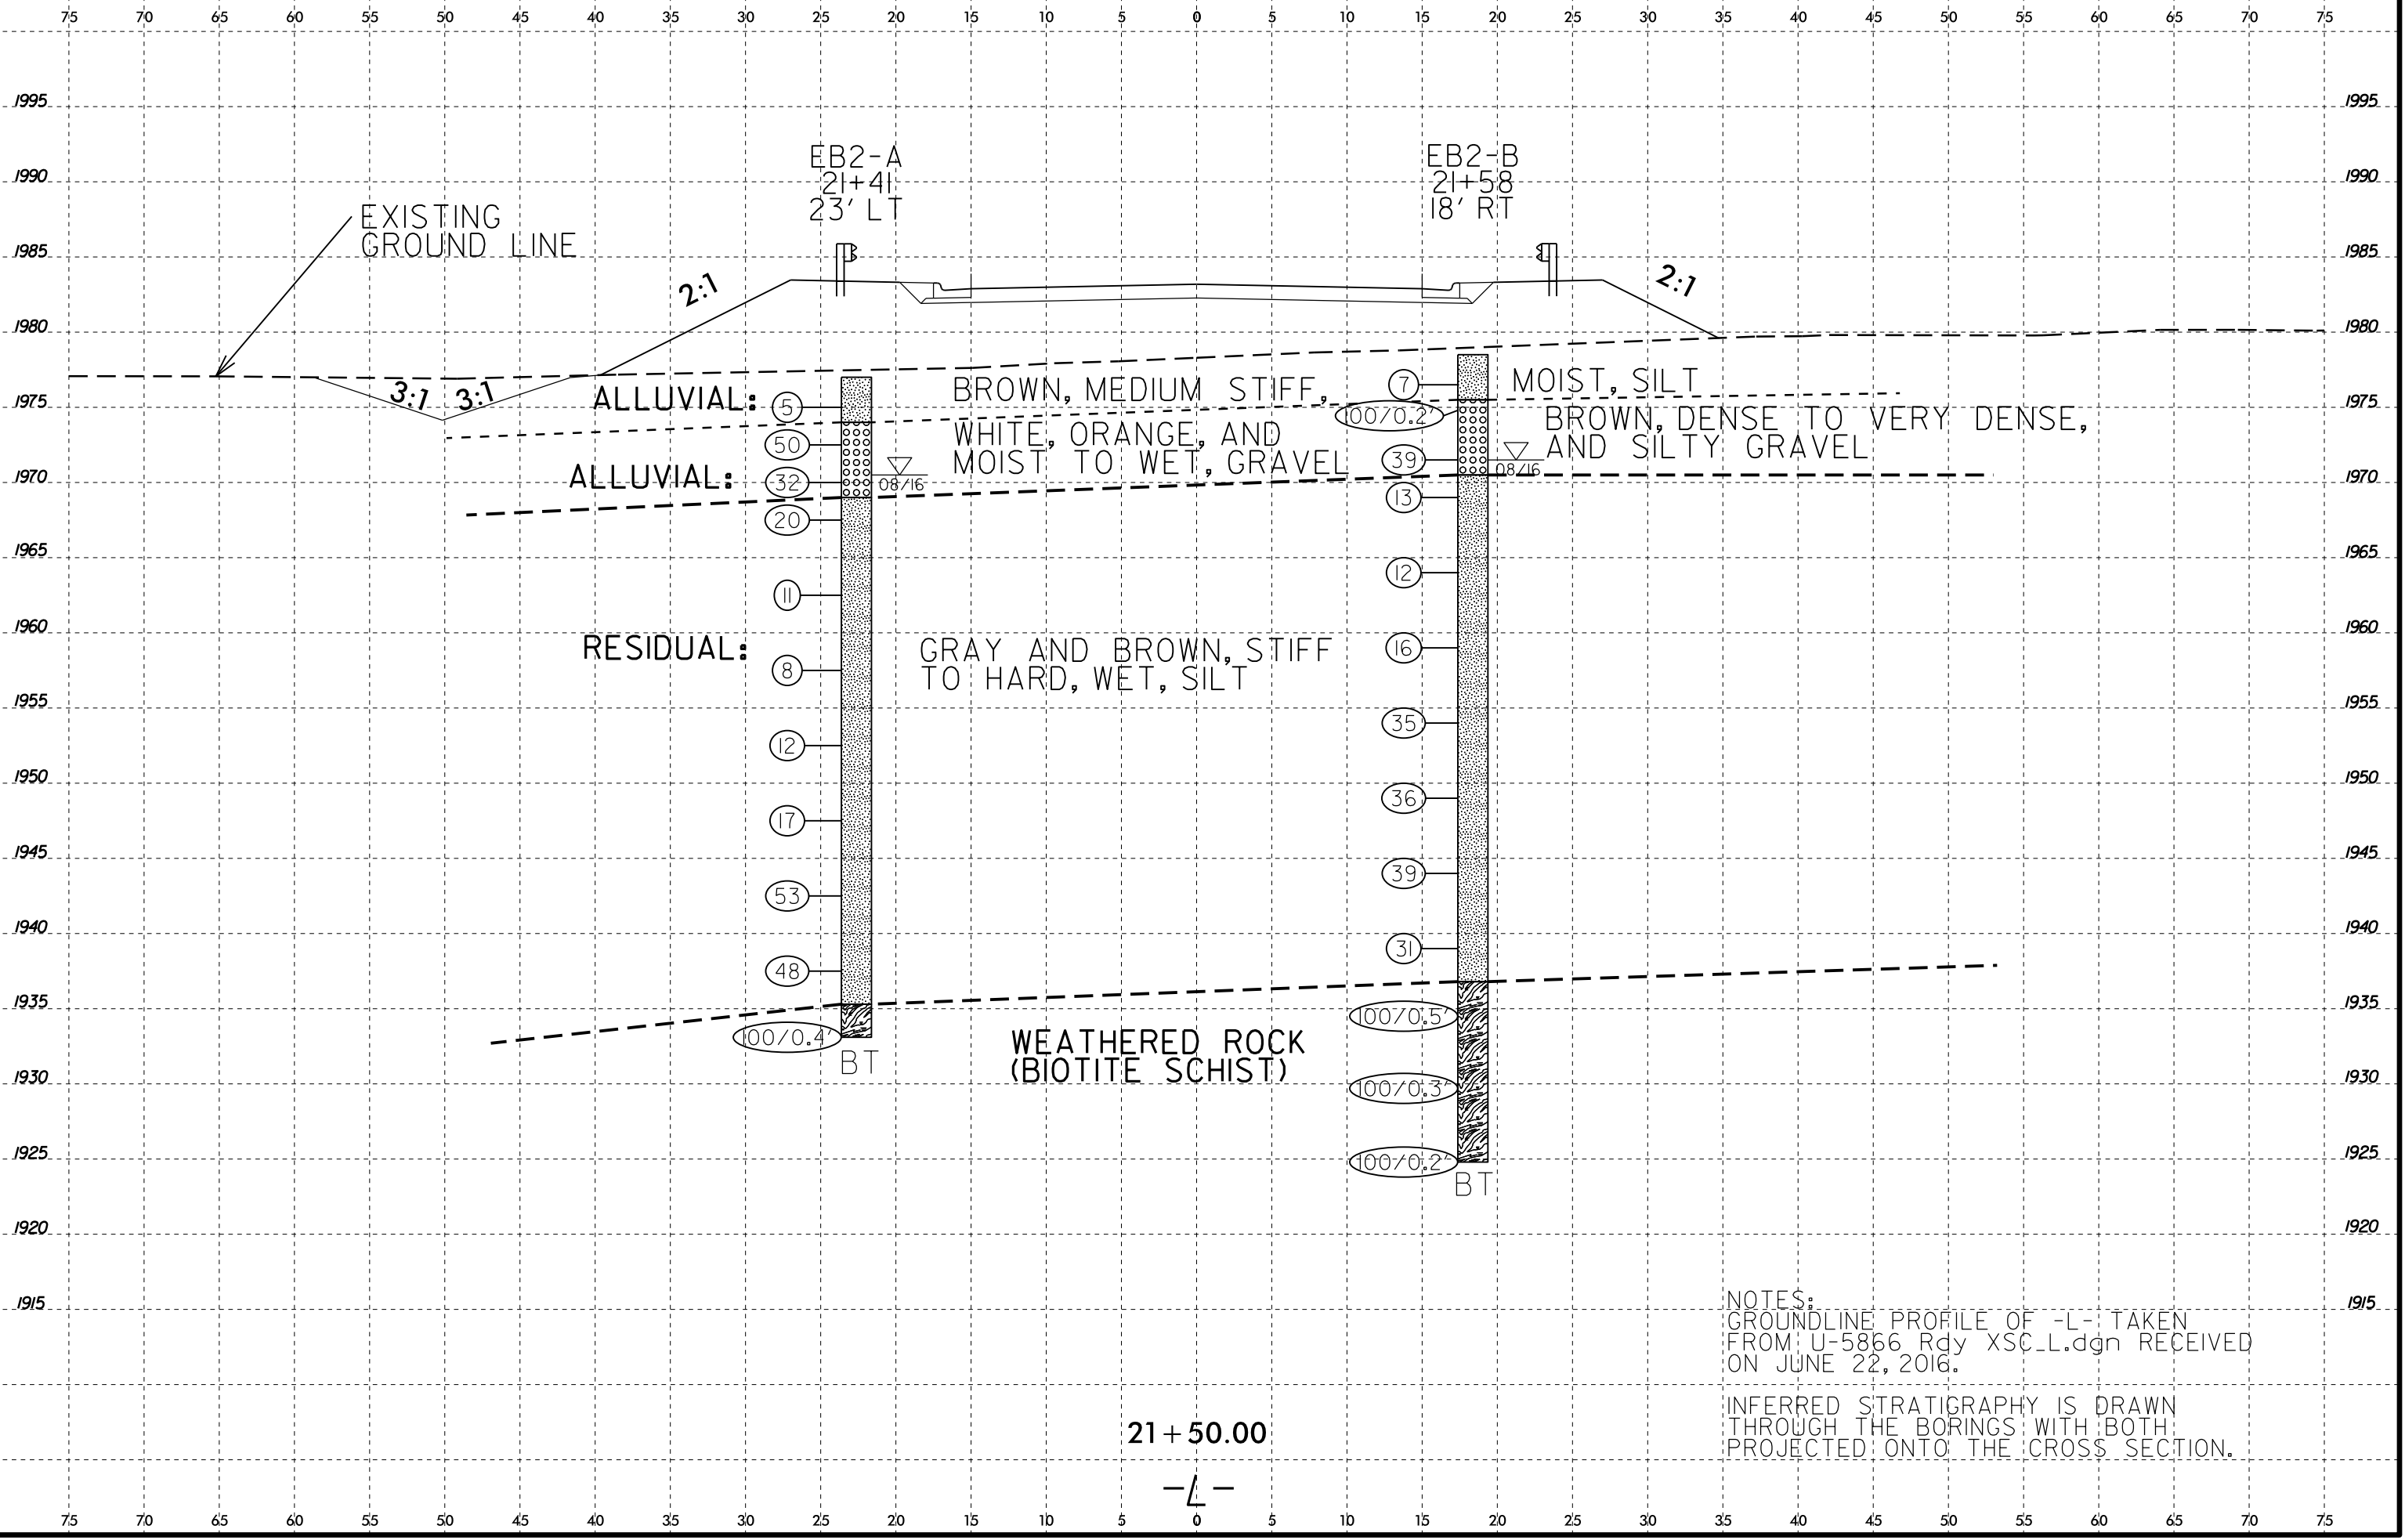 75 70 65 60 55 50 45 40 35 30 25 20 15 10 5 0 5 10 15 20 25 30 35 40 45 50 55 60 65 70 75
1995 1995
EB2-A
21+41
23' LT
EB2-B
21+58
18' RT
1990 1990
EXISTING
GROUND LINE
1985 1985
2:1 2:1
1980 1980
3:1 3:1
ALLUVIAL: 5 BROWN, MEDIUM STIFF, 7 MOIST, SILT
1975 1975
100/0.2'
50 WHITE, ORANGE, AND BROWN, DENSE TO VERY DENSE,
MOIST TO WET, GRAVEL 39 AND SILTY GRAVEL
ALLUVIAL: 32 08/16 08/16
1970 1970
13
20
1965 1965
12
11
1960 1960
RESIDUAL: GRAY AND BROWN, STIFF 16
8 TO HARD, WET, SILT
1955 1955
35
12
1950 1950
36
17
1945 1945
39
53
1940 1940
31
48
1935 1935
100/0.5'
100/0.4' WEATHERED ROCK
BT (BIOTITE SCHIST)
1930 1930
100/0.3'
1925 1925
100/0.2'
BT
1920 1920
1915 1915
NOTES:
GROUNDLINE PROFILE OF -L- TAKEN
FROM U-5866 Rdy XSC_L.dgn RECEIVED
ON JUNE 22, 2016.
INFERRED STRATIGRAPHY IS DRAWN
THROUGH THE BORINGS WITH BOTH
PROJECTED ONTO THE CROSS SECTION.
21+50.00
-L-
75 70 65 60 55 50 45 40 35 30 25 20 15 10 5 0 5 10 15 20 25 30 35 40 45 50 55 60 65 70 75